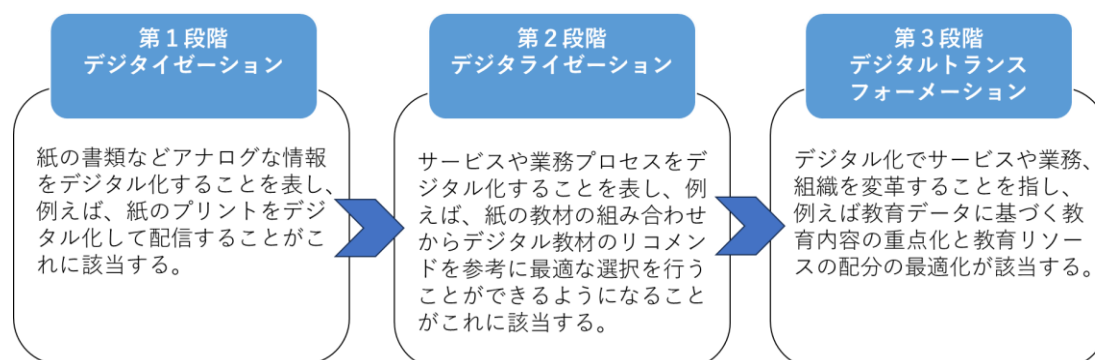 第１段階
デジタイゼーション
紙の書類などアナログな情報
をデジタル化することを表し、
例えば、紙のプリントをデジ
タル化して配信することがこ
れに該当する。
第２段階
デジタライゼーション
サービスや業務プロセスをデ
ジタル化することを表し、例
えば、紙の教材の組み合わせ
からデジタル教材のリコメン
ドを参考に最適な選択を行う
ことができるようになること
がこれに該当する。
第３段階
デジタルトランス
フォーメーション
デジタル化でサービスや業務、
組織を変革することを指し、
例えば教育データに基づく教
育内容の重点化と教育リソー
スの配分の最適化が該当する。